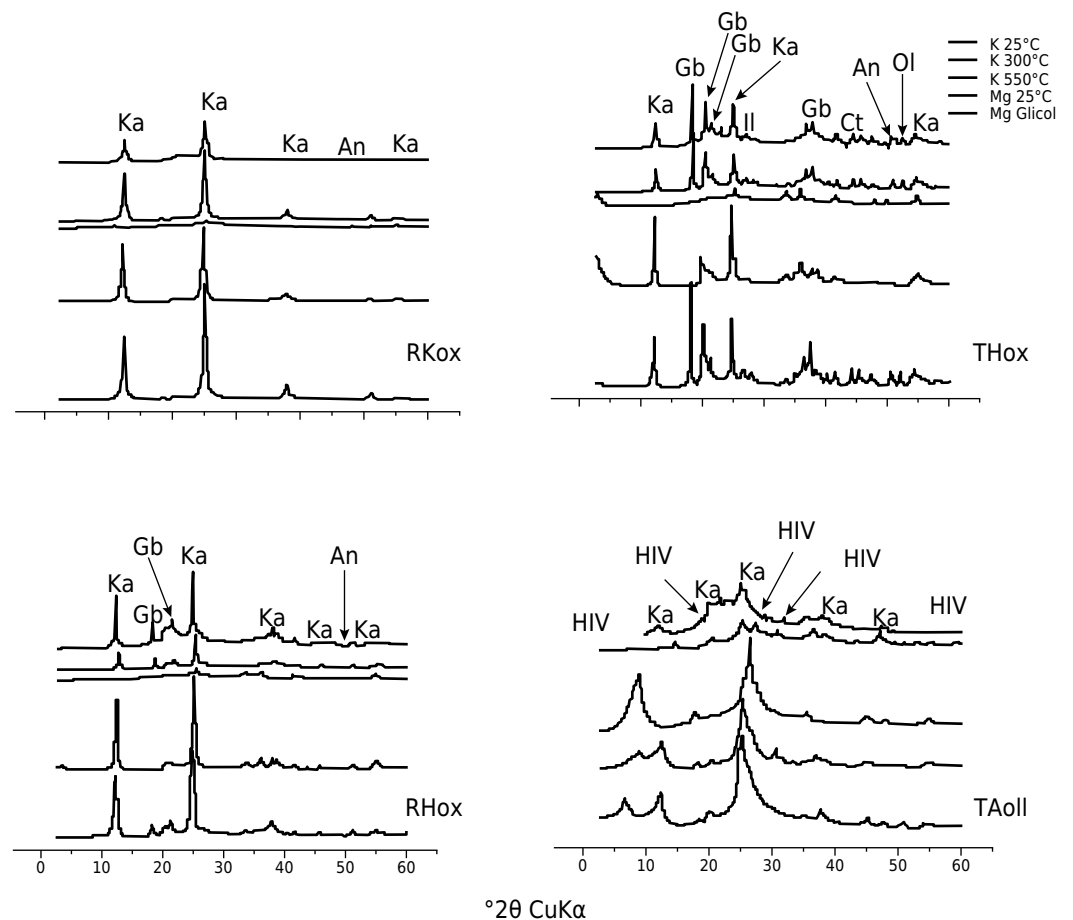 Ka
Ka
Ka
An
Ka
RKox
Gb
Gb
Gb
Ka
Ka
Il
Gb
Ct
An
Ol
Ka
K 25°C
K 300°C
K 550°C
Mg 25°C
Mg Glicol
THox
Ka
Gb
Gb
Ka
Ka
Ka
An
Ka
RHox
0 10 20 30 40 50 60
HIV
HIV
Ka
Ka
Ka
HIV
HIV
Ka
Ka
HIV
TAoll
0 10 20 30 40 50 60
°2θ CuKα